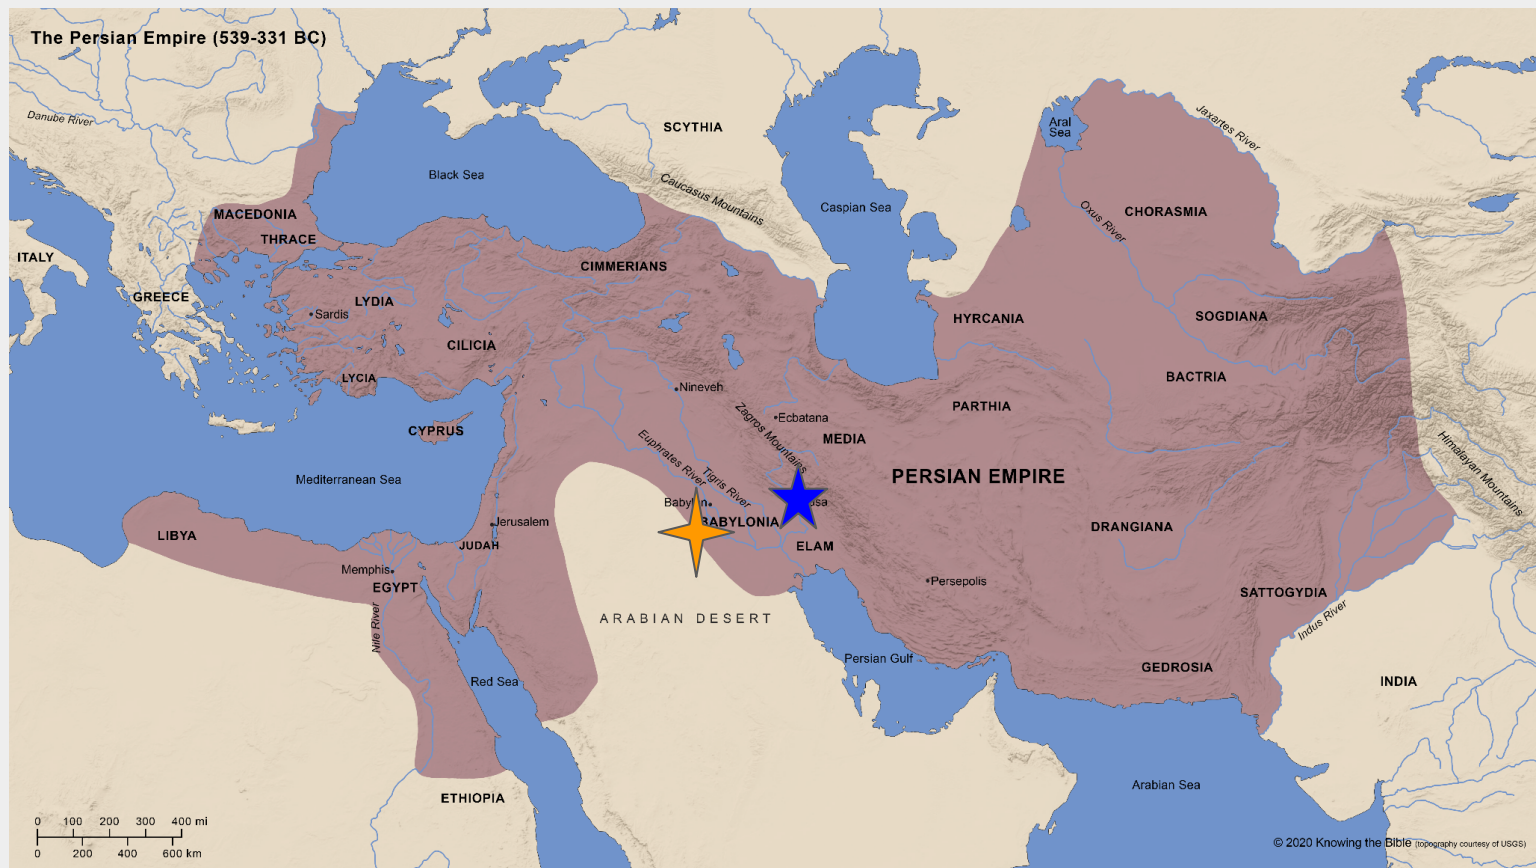 The Persian Empire (539-331 BC)
Danube River
SCYTHIA
Jaxartes River
Aral
Sea
Black Sea
Caucasus Mountains
Caspian Sea
Oxus River
CHORASMIA
MACEDONIA
THRACE
ITALY
CIMMERIANS
GREECE
LYDIA
Sardis
HYRCANIA
SOGDIANA
CILICIA
LYCIA
BACTRIA
Nineveh
PARTHIA
Ecbatana
Zagros Mountains
CYPRUS
MEDIA
Euphrates River
Tigris River
Himalayan Mountains
Mediterranean Sea
PERSIAN EMPIRE
BABYLONIA
Jerusalem
LIBYA
JUDAH
DRANGIANA
ELAM
Memphis
EGYPT
Persepolis
SATTOGYDIA
Nile River
ARABIAN DESERT
Indus River
Persian Gulf
GEDROSIA
Red Sea
INDIA
Arabian Sea
ETHIOPIA
0 100 200 300 400 mi
0 200 400 600 km
© 2020 Knowing the Bible (topography courtesy of USGS)